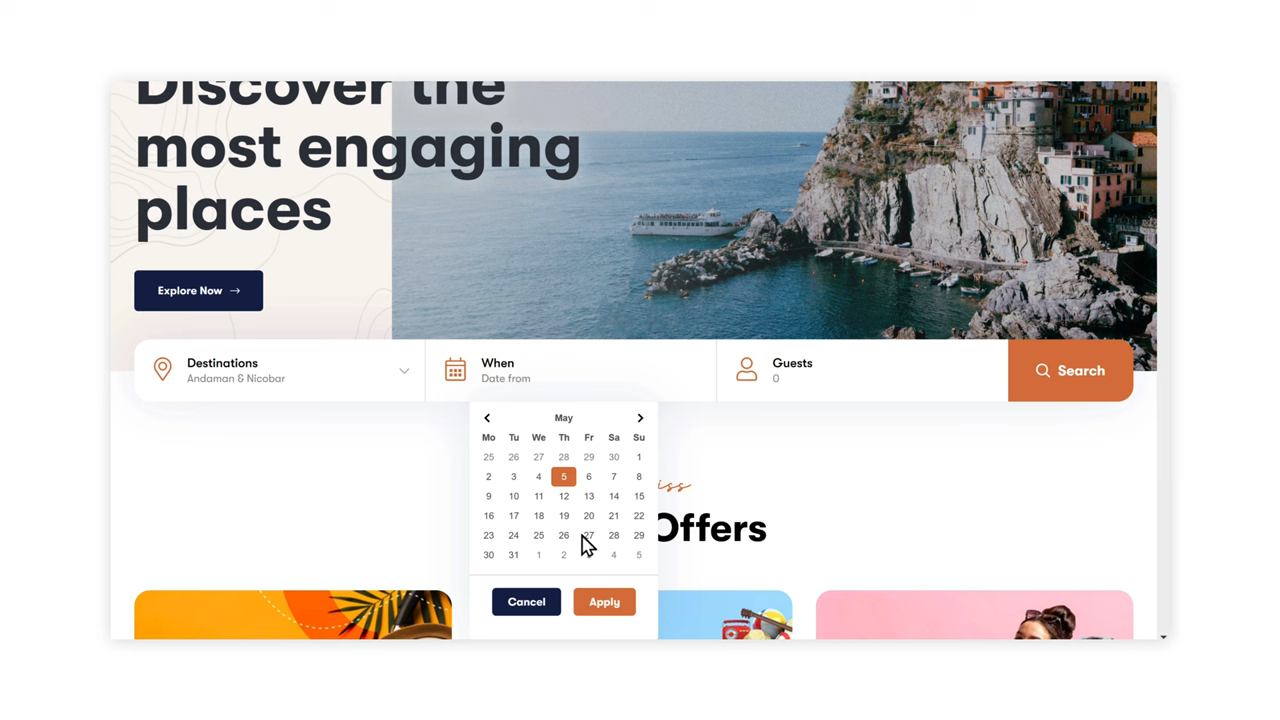 Discover the
most engaging
places
Explore Now
Destinations
Andaman & Nicobar
When
Date from
Guests
0
Search
May
Mo Tu We Th Fr Sa Su
25 26 27 28 29 30 1
2 3 4 5 6 7 8
9 10 11 12 13 14 15
16 17 18 19 20 21 22
23 24 25 26 27 28 29
30 31 1 2 4 5
Offers
Cancel
Apply